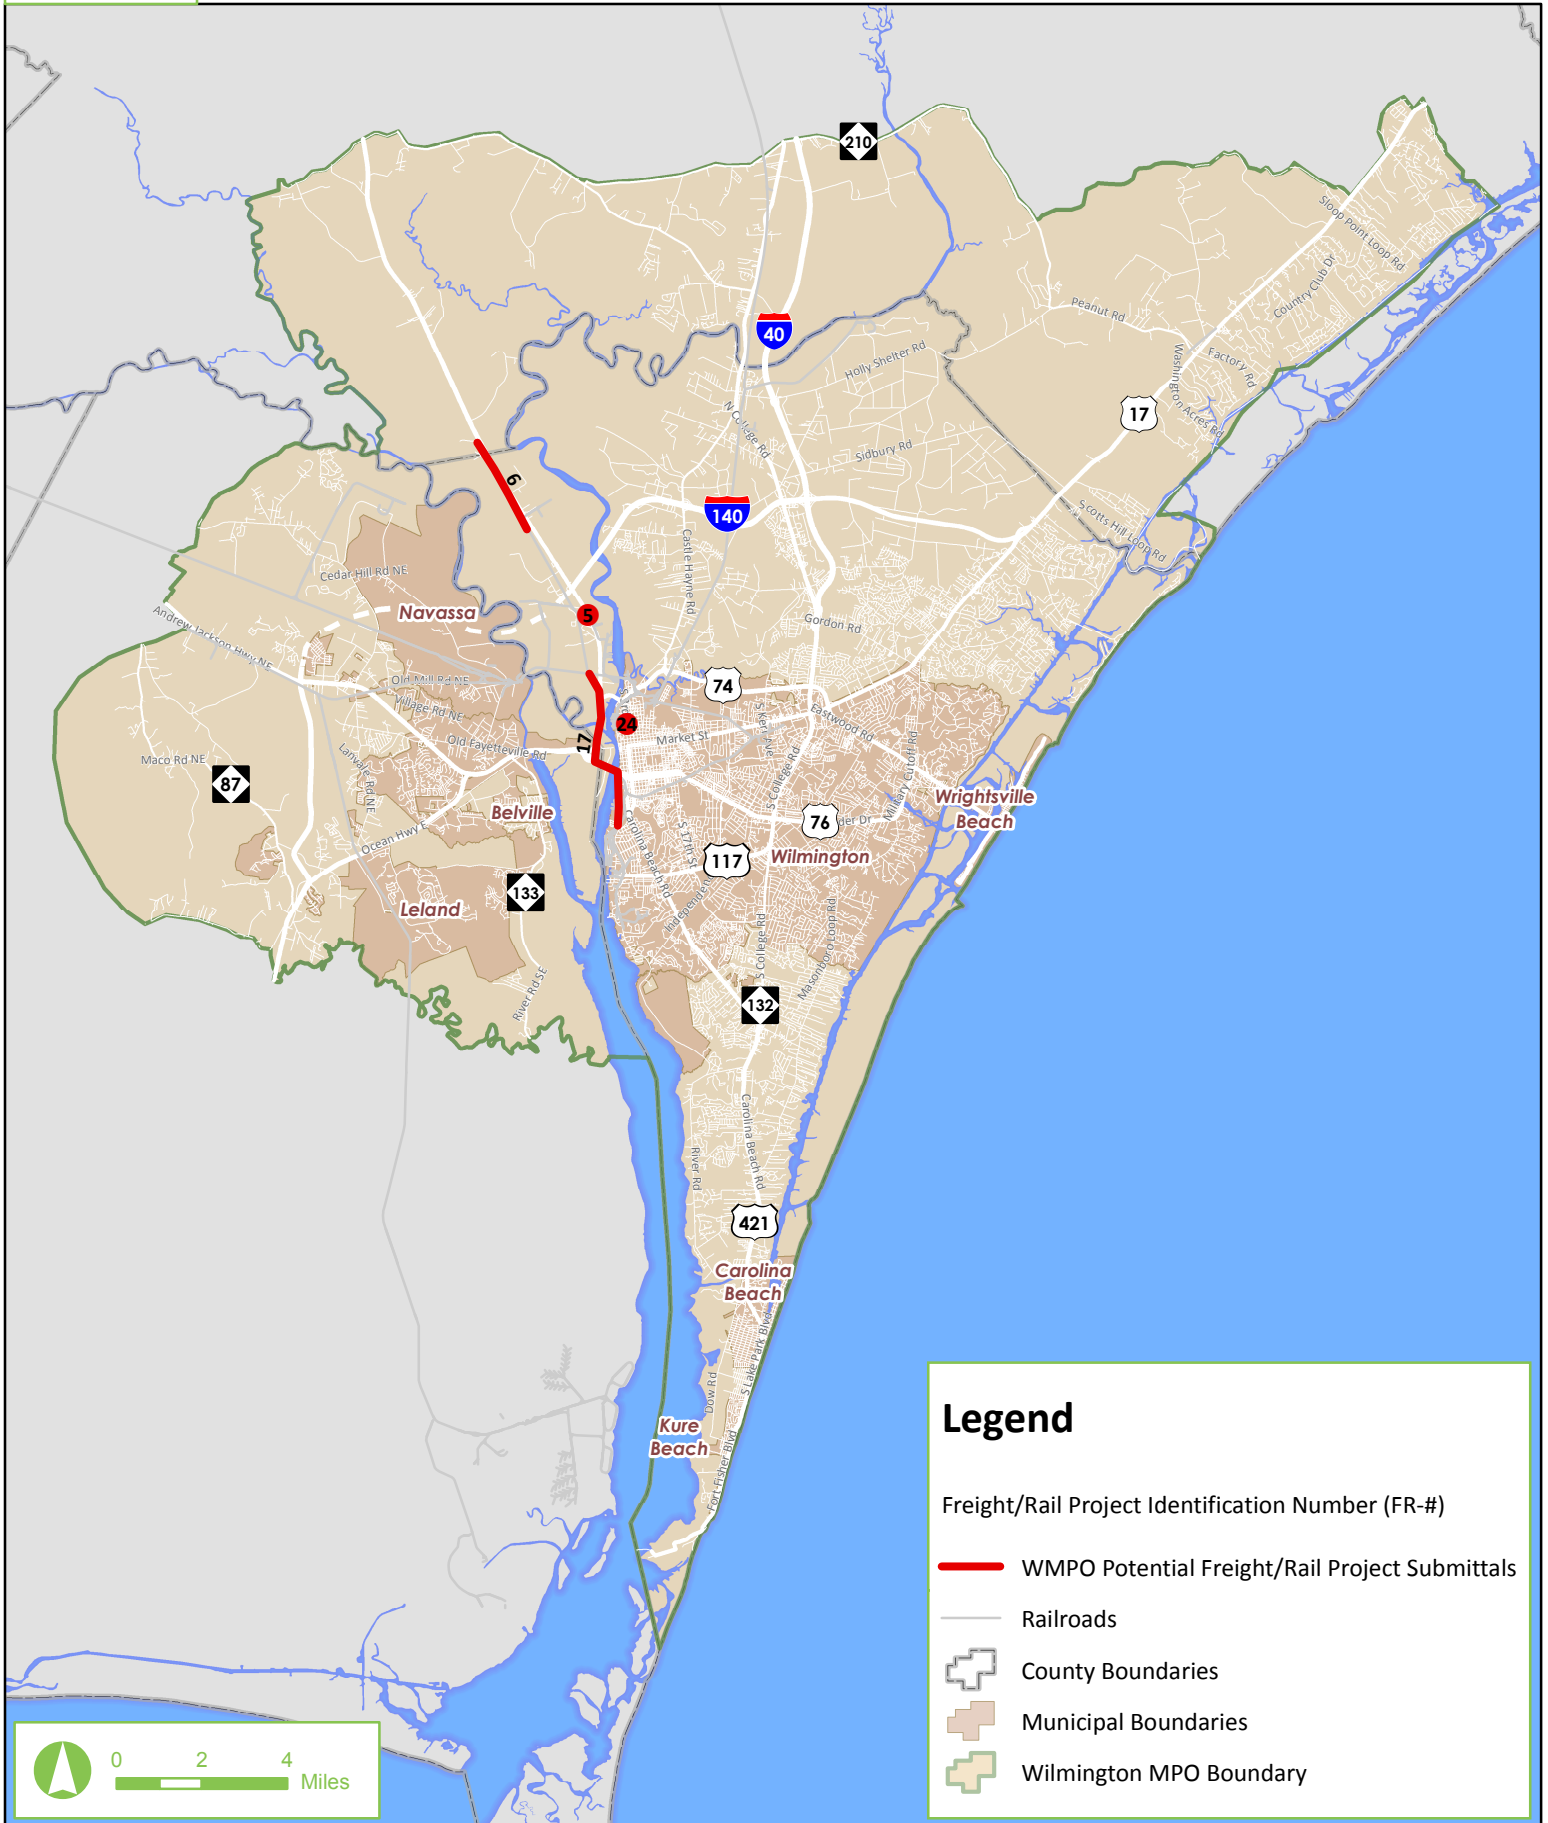 210
Sloop Point Loop Rd
Country Club Dr
Peanut Rd
40
Holly Shelter Rd
Factory Rd
Washington Acres Rd
17
N College Rd
Sidbury Rd
6
140
Scotts Hill Loop Rd
Castle Hayne Rd
Cedar Hill Rd NE
Navassa
5
Andrew Jackson Hwy NE
Gordon Rd
Old Mill Rd NE
74
Village Rd NE
S Kerr Ave
Eastwood Rd
24
Market St
17
Old Fayetteville Rd
Lanvale Rd NE
Maco Rd NE
87
S College Rd
Military Cutoff Rd
Wrightsville
Beach
Belville
76
der Dr
Ocean Hwy E
Carolina Beach Rd
S 17th St
117
Wilmington
133
Leland
Independen
S College Rd
Masonboro Loop Rd
River Rd SE
132
Carolina Beach Rd
River Rd
421
Carolina
Beach
S Lake Park Blvd
Dow Rd
Kure
Beach
Fort Fisher Blvd
Legend
Freight/Rail Project Identification Number (FR-#)
WMPO Potential Freight/Rail Project Submittals
Railroads
County Boundaries
Municipal Boundaries
Wilmington MPO Boundary
0 2 4
Miles